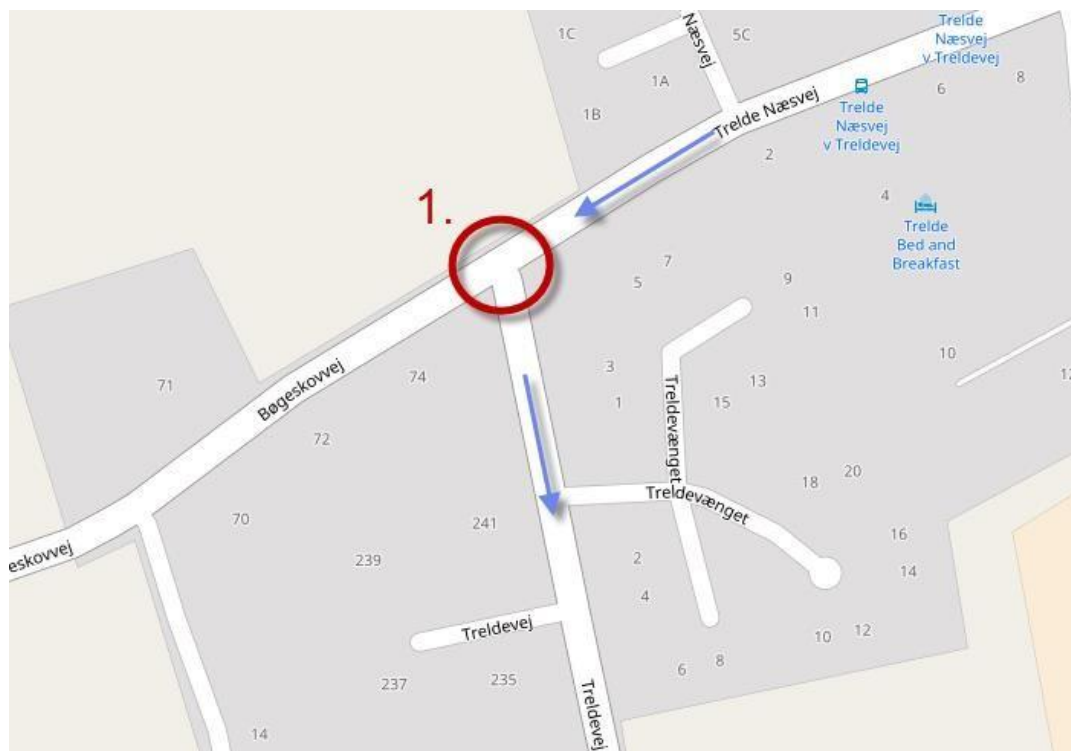 1C
Næsvej
5C
Trelde
Næsvej
v Treldevej
1A
1B
Trelde Næsvej
Trelde
Næsvej
v Treldevej
6
8
2
4
Trelde
Bed and
Breakfast
1.
7
5
9
11
3
1
13
15
10
12
71
74
Bøgeskovvej
72
Treldevænget
Treldevænget
18
20
70
241
239
16
14
eskovvej
2
4
Treldevej
10
12
6
8
237
235
Treldevej
14